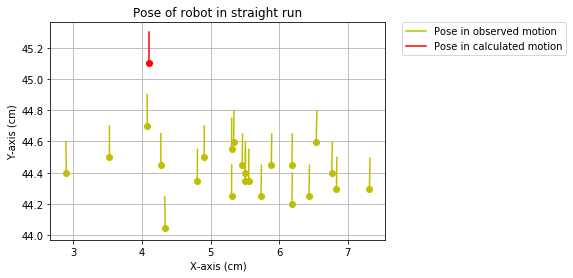 Pose of robot in straight run
Pose in observed motion
Pose in calculated motion
Y-axis (cm)
45.2
45.0
44.8
44.6
44.4
44.2
44.0
3 4 5 6 7
X-axis (cm)